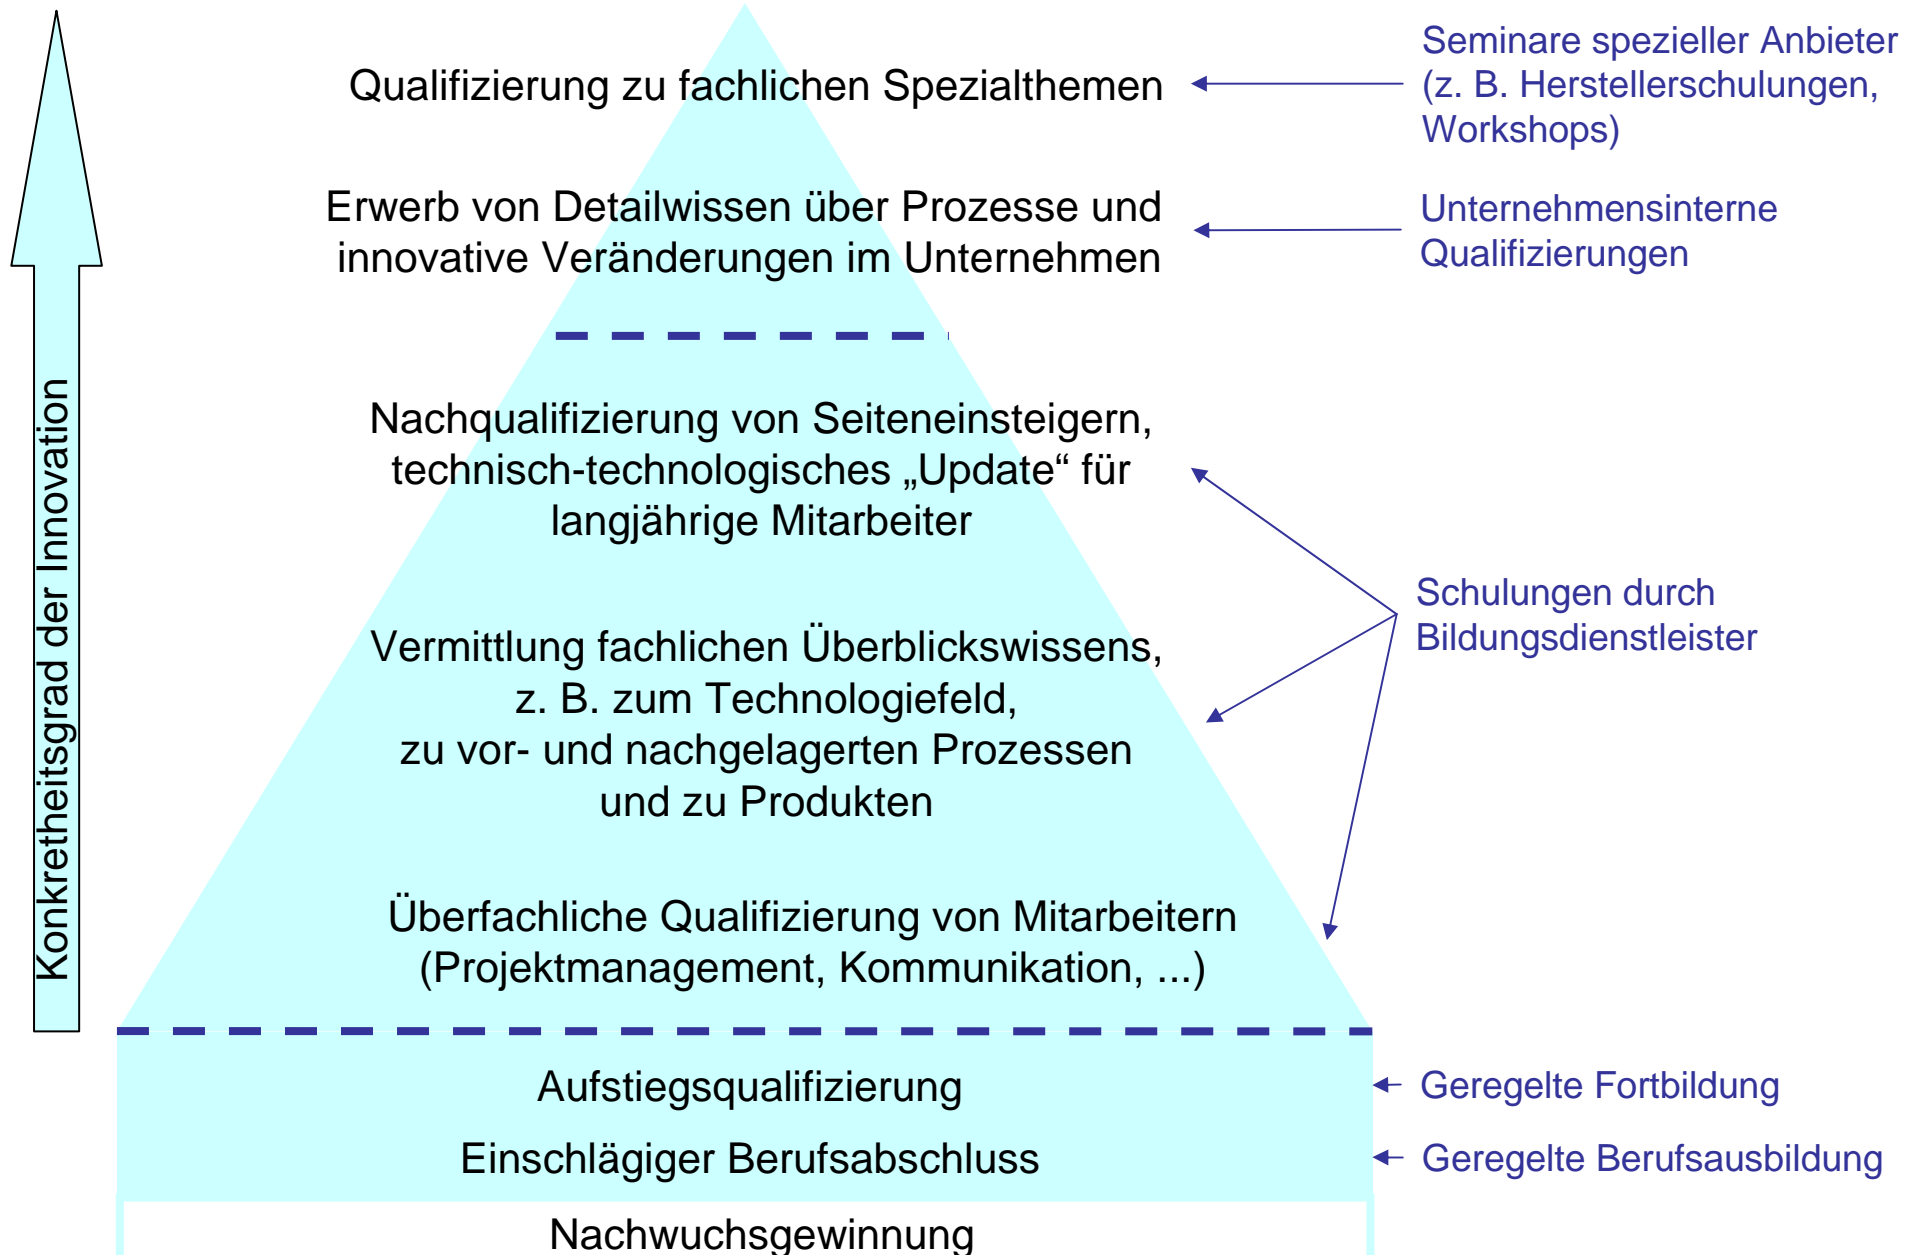 Qualifizierung zu fachlichen Spezialthemen
Seminare spezieller Anbieter
(z. B. Herstellerschulungen,
Workshops)
Erwerb von Detailwissen über Prozesse und
innovative Veränderungen im Unternehmen
Unternehmensinterne
Qualifizierungen
Konkretheitsgrad der Innovation
Nachqualifizierung von Seiteneinsteigern,
technisch-technologisches „Update“ für
langjährige Mitarbeiter
Vermittlung fachlichen Überblickswissens,
z. B. zum Technologiefeld,
zu vor- und nachgelagerten Prozessen
und zu Produkten
Schulungen durch
Bildungsdienstleister
Überfachliche Qualifizierung von Mitarbeitern
(Projektmanagement, Kommunikation, ...)
Aufstiegsqualifizierung
Geregelte Fortbildung
Einschlägiger Berufsabschluss
Geregelte Berufsausbildung
Nachwuchsgewinnung